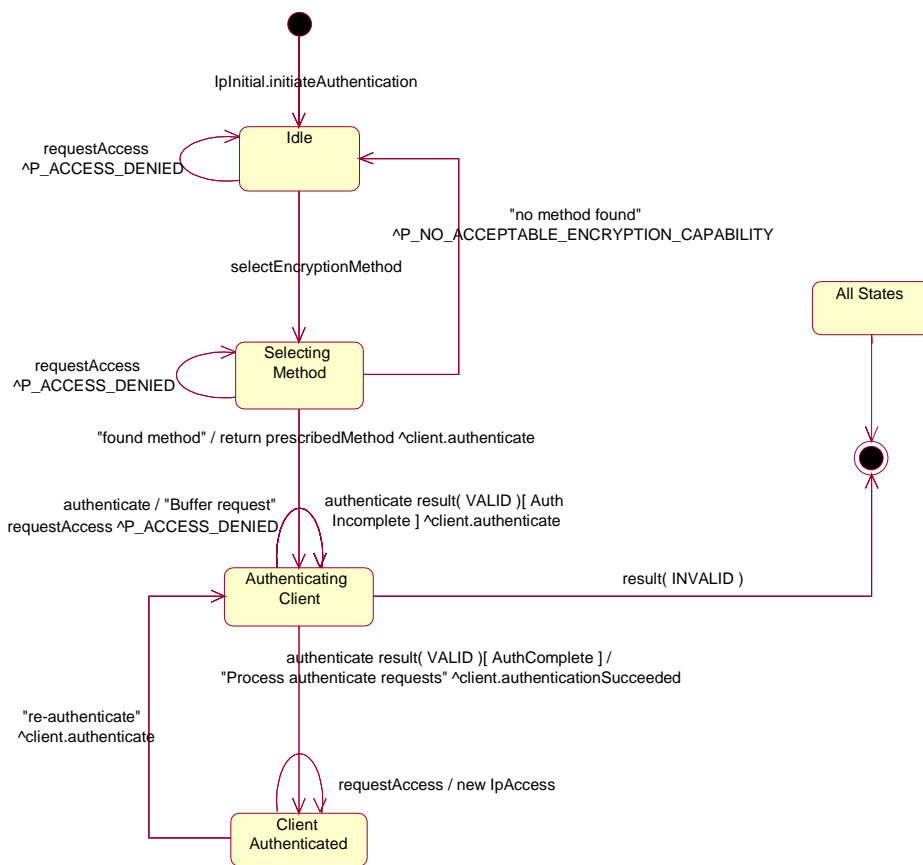 IpInitial.initiateAuthentication
Idle
requestAccess
^P_ACCESS_DENIED
"no method found"
^P_NO_ACCEPTABLE_ENCRYPTION_CAPABILITY
selectEncryptionMethod
All States
Selecting
Method
requestAccess
^P_ACCESS_DENIED
"found method" / return prescribedMethod ^client.authenticate
authenticate / "Buffer request"
requestAccess ^P_ACCESS_DENIED
authenticate result( VALID )[ Auth
Incomplete ] ^client.authenticate
Authenticating
Client
result( INVALID )
authenticate result( VALID )[ AuthComplete ] /
"Process authenticate requests" ^client.authenticationSucceeded
"re-authenticate"
^client.authenticate
requestAccess / new IpAccess
Client
Authenticated